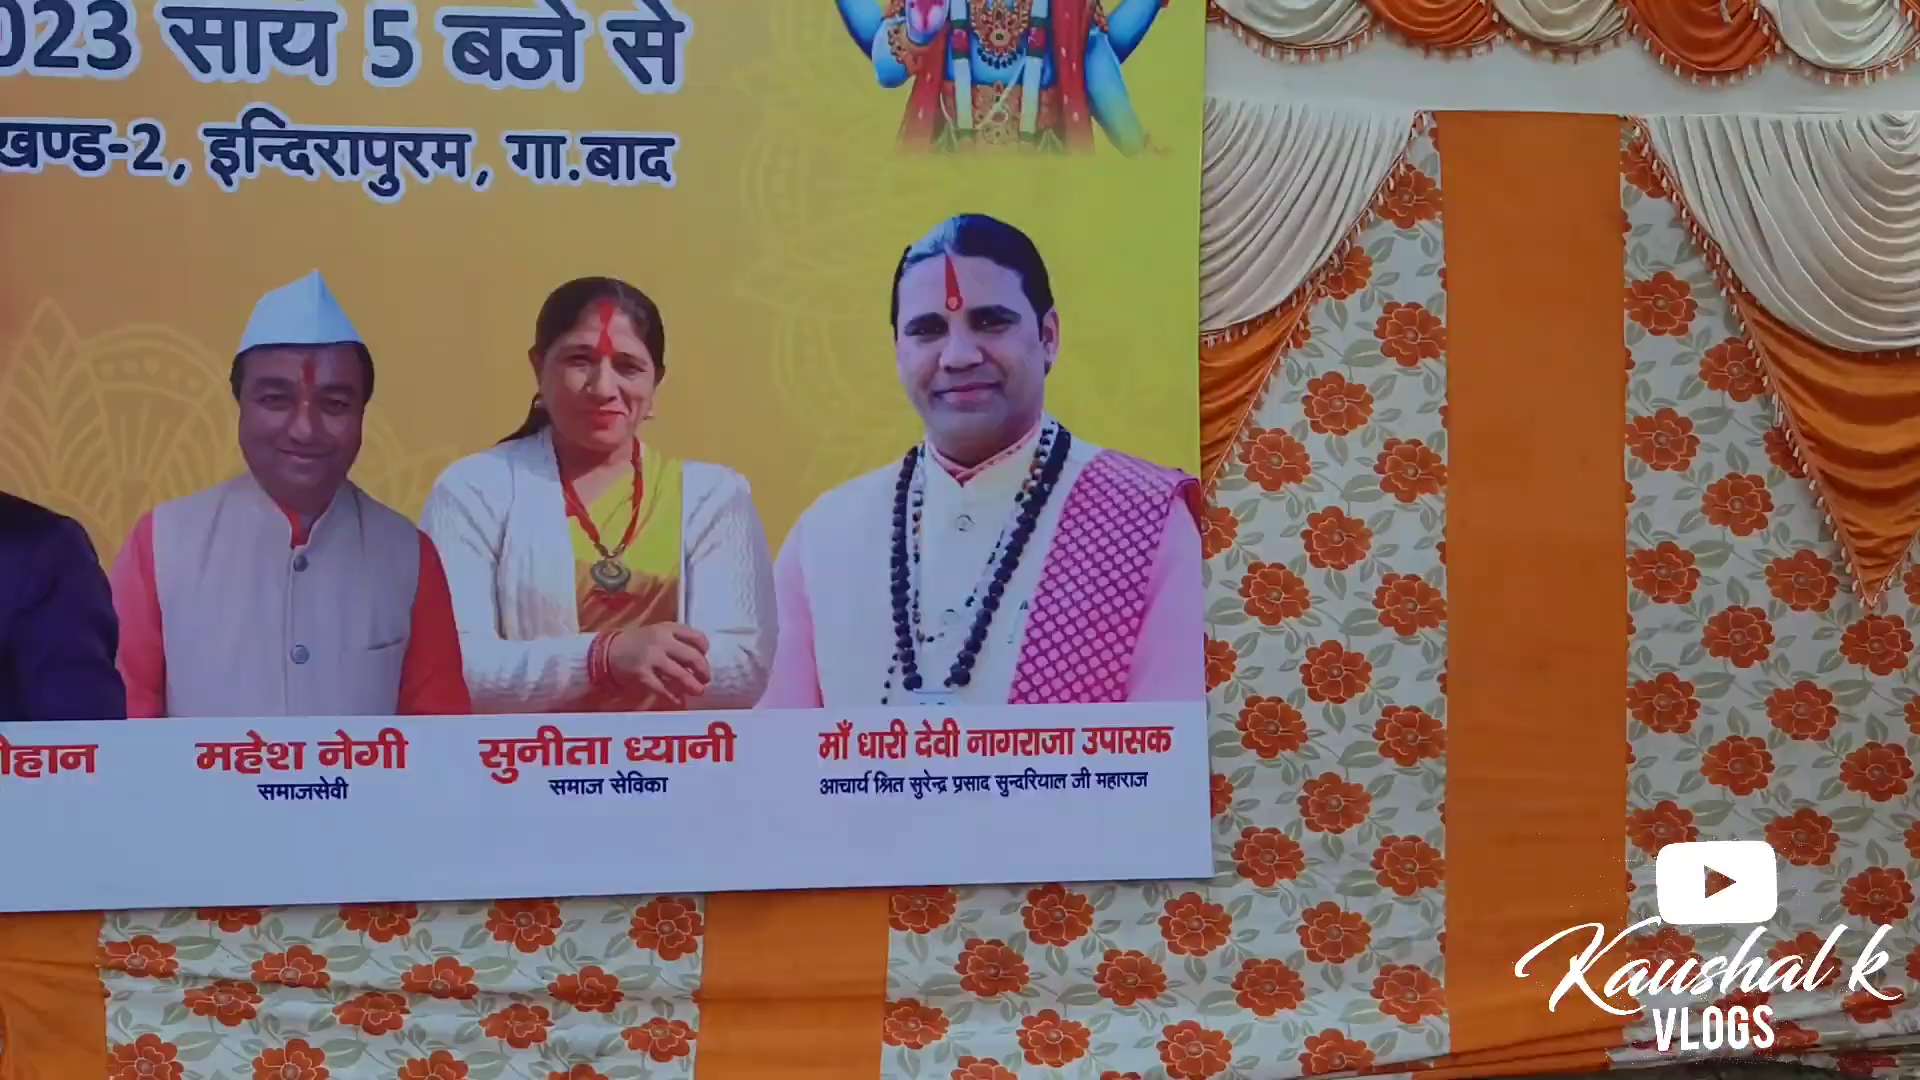 023 सायं 5 बजे से
खण्ड-2, इन्दिरापुरम, गा.बाद
महेश नेगी
समाजसेवी
सुनीता ध्यानी
समाज सेविका
माँ धारी देवी नागराजा उपासक
आचार्य श्रित सुरेन्द्र प्रसाद सुन्दरियाल जी महाराज
Kaushal k
VLOGS